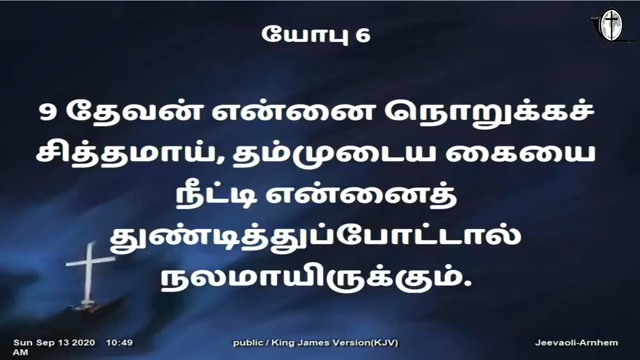 யோபு 6
9 தேவன் என்னை நொறுக்கச்
சித்தமாய், தம்முடைய கையை
நீட்டி என்னைத்
துண்டித்துப்போட்டால்
நலமாயிருக்கும்.
Sun Sep 13 2020 10:49
AM
public / King James Version(KJV)
Jeevaoli-Arnhem